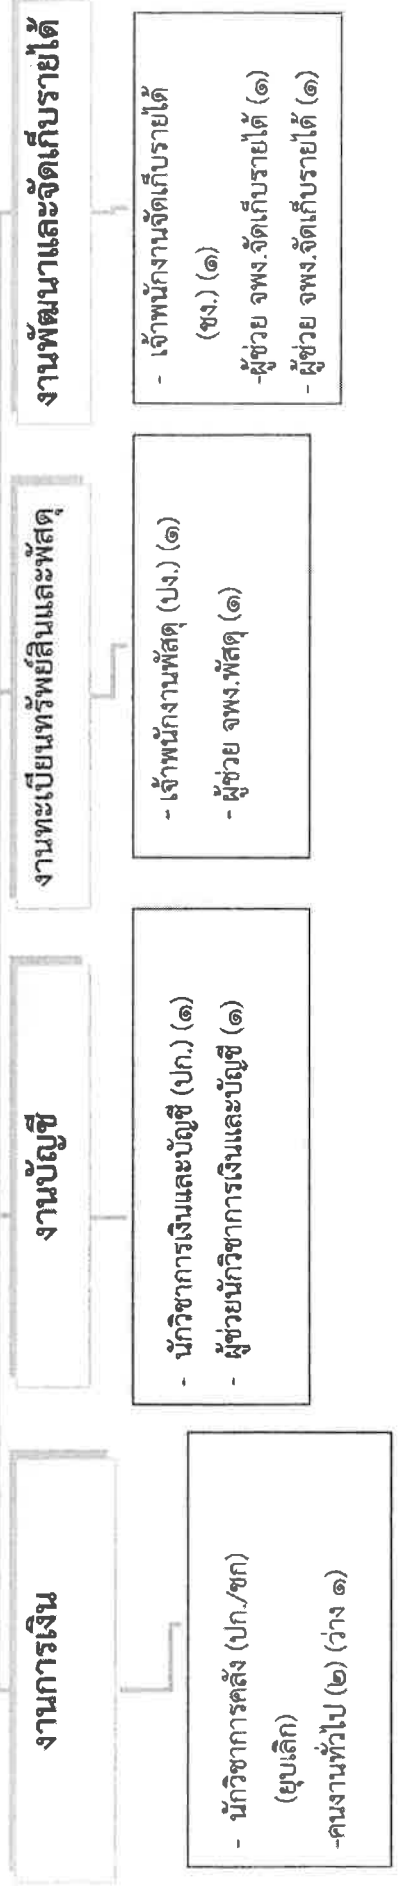 งานการเงิน
- นักวิชาการคลัง (ปก./ชก)
(ยุบเลิก)
-คนงานทั่วไป (๒) (ว่าง ๑)
งานบัญชี
- นักวิชาการเงินและบัญชี (ปก.) (๑)
- ผู้ช่วยนักวิชาการเงินและบัญชี (๑)
งานทะเบียนทรัพย์สินและพัสดุ
- เจ้าพนักงานพัสดุ (ปง.) (๑)
- ผู้ช่วย จพง.พัสดุ (๑)
งานพัฒนาและจัดเก็บรายได้
- เจ้าพนักงานจัดเก็บรายได้
(ชง.) (๑)
-ผู้ช่วย จพง.จัดเก็บรายได้ (๑)
- ผู้ช่วย จพง.จัดเก็บรายได้ (๑)